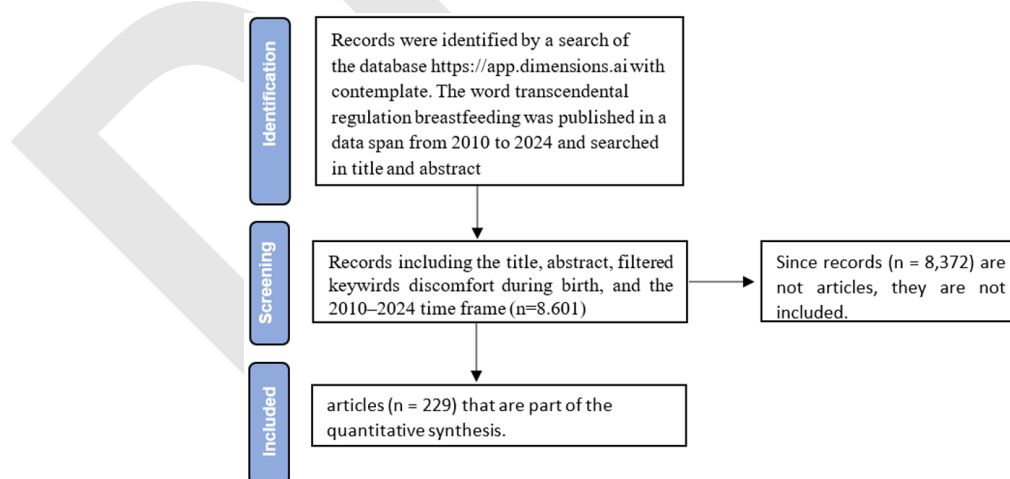 Identification
Records were identified by a search of
the database https://app.dimensions.ai with
contemplate. The word transcendental
regulation breastfeeding was published in a
data span from 2010 to 2024 and searched
in title and abstract
Screening
Records including the title, abstract, filtered
keywirds discomfort during birth, and the
2010–2024 time frame (n=8.601)
Since records (n = 8,372) are
not articles, they are not
included.
Included
articles (n = 229) that are part of the
quantitative synthesis.